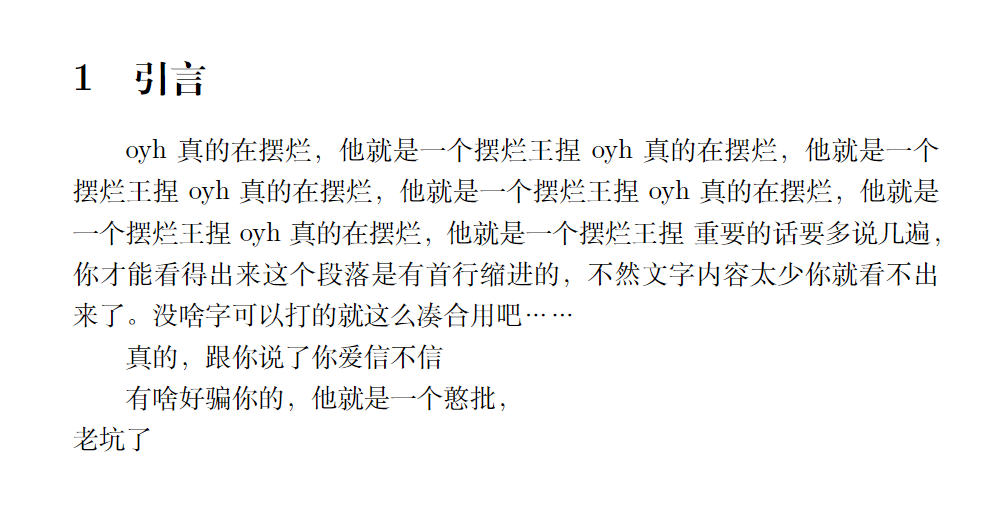 1 引言
oyh 真的在摆烂，他就是一个摆烂王捏 oyh 真的在摆烂，他就是一个
摆烂王捏 oyh 真的在摆烂，他就是一个摆烂王捏 oyh 真的在摆烂，他就是
一个摆烂王捏 oyh 真的在摆烂，他就是一个摆烂王捏 重要的话要多说几遍，
你才能看得出来这个段落是有首行缩进的，不然文字内容太少你就看不出
来了。没啥字可以打的就这么凑合用吧……
真的，跟你说了你爱信不信
有啥好骗你的，他就是一个憨批，
老坑了